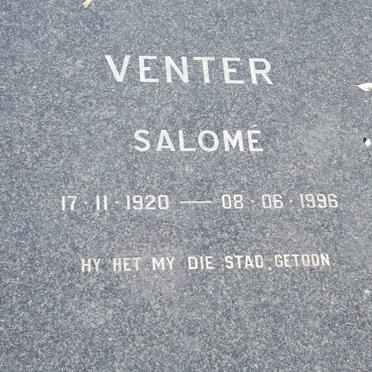 VENTER
SALOMÉ
17·11·1920 — 08·06·1996
HY HET MY DIE STAD GETOON